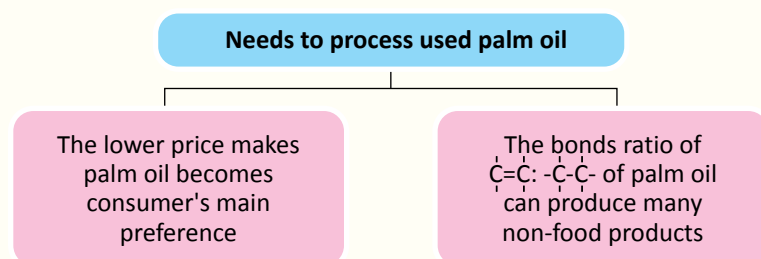 Needs to process used palm oil
The lower price makes
palm oil becomes
consumer's main
preference
The bonds ratio of
C=C: -C-C- of palm oil
can produce many
non-food products